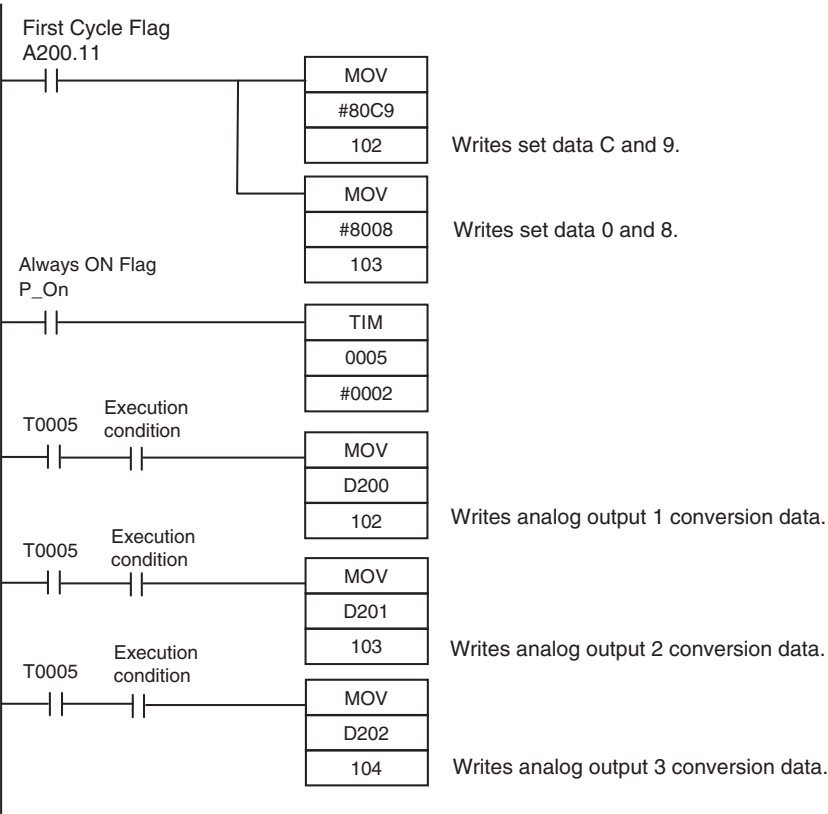 First Cycle Flag
A200.11
MOV
#80C9
102
Writes set data C and 9.
MOV
#8008
103
Writes set data 0 and 8.
Always ON Flag
P_On
TIM
0005
#0002
T0005
Execution
condition
MOV
D200
102
Writes analog output 1 conversion data.
T0005
Execution
condition
MOV
D201
103
Writes analog output 2 conversion data.
T0005
Execution
condition
MOV
D202
104
Writes analog output 3 conversion data.